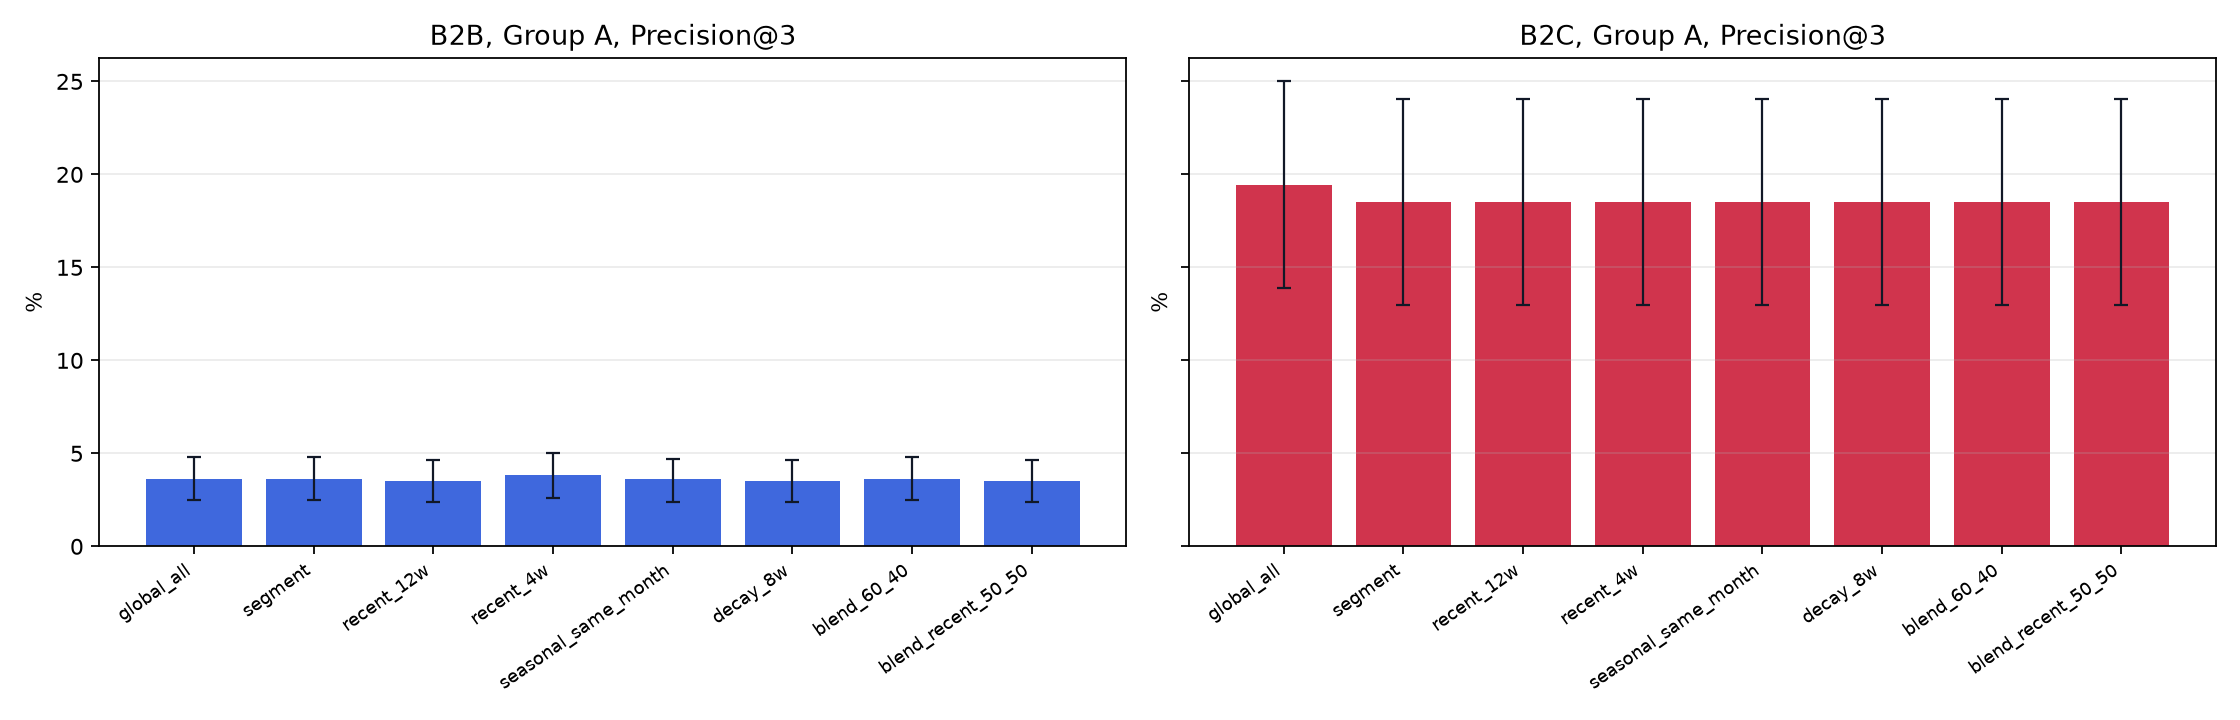 B2B, Group A, Precision@3
%
25
20
15
10
5
0
global_all
segment
recent_12w
recent_4w
seasonal_same_month
decay_8w
blend_60_40
blend_recent_50_50
B2C, Group A, Precision@3
%
global_all
segment
recent_12w
recent_4w
seasonal_same_month
decay_8w
blend_60_40
blend_recent_50_50